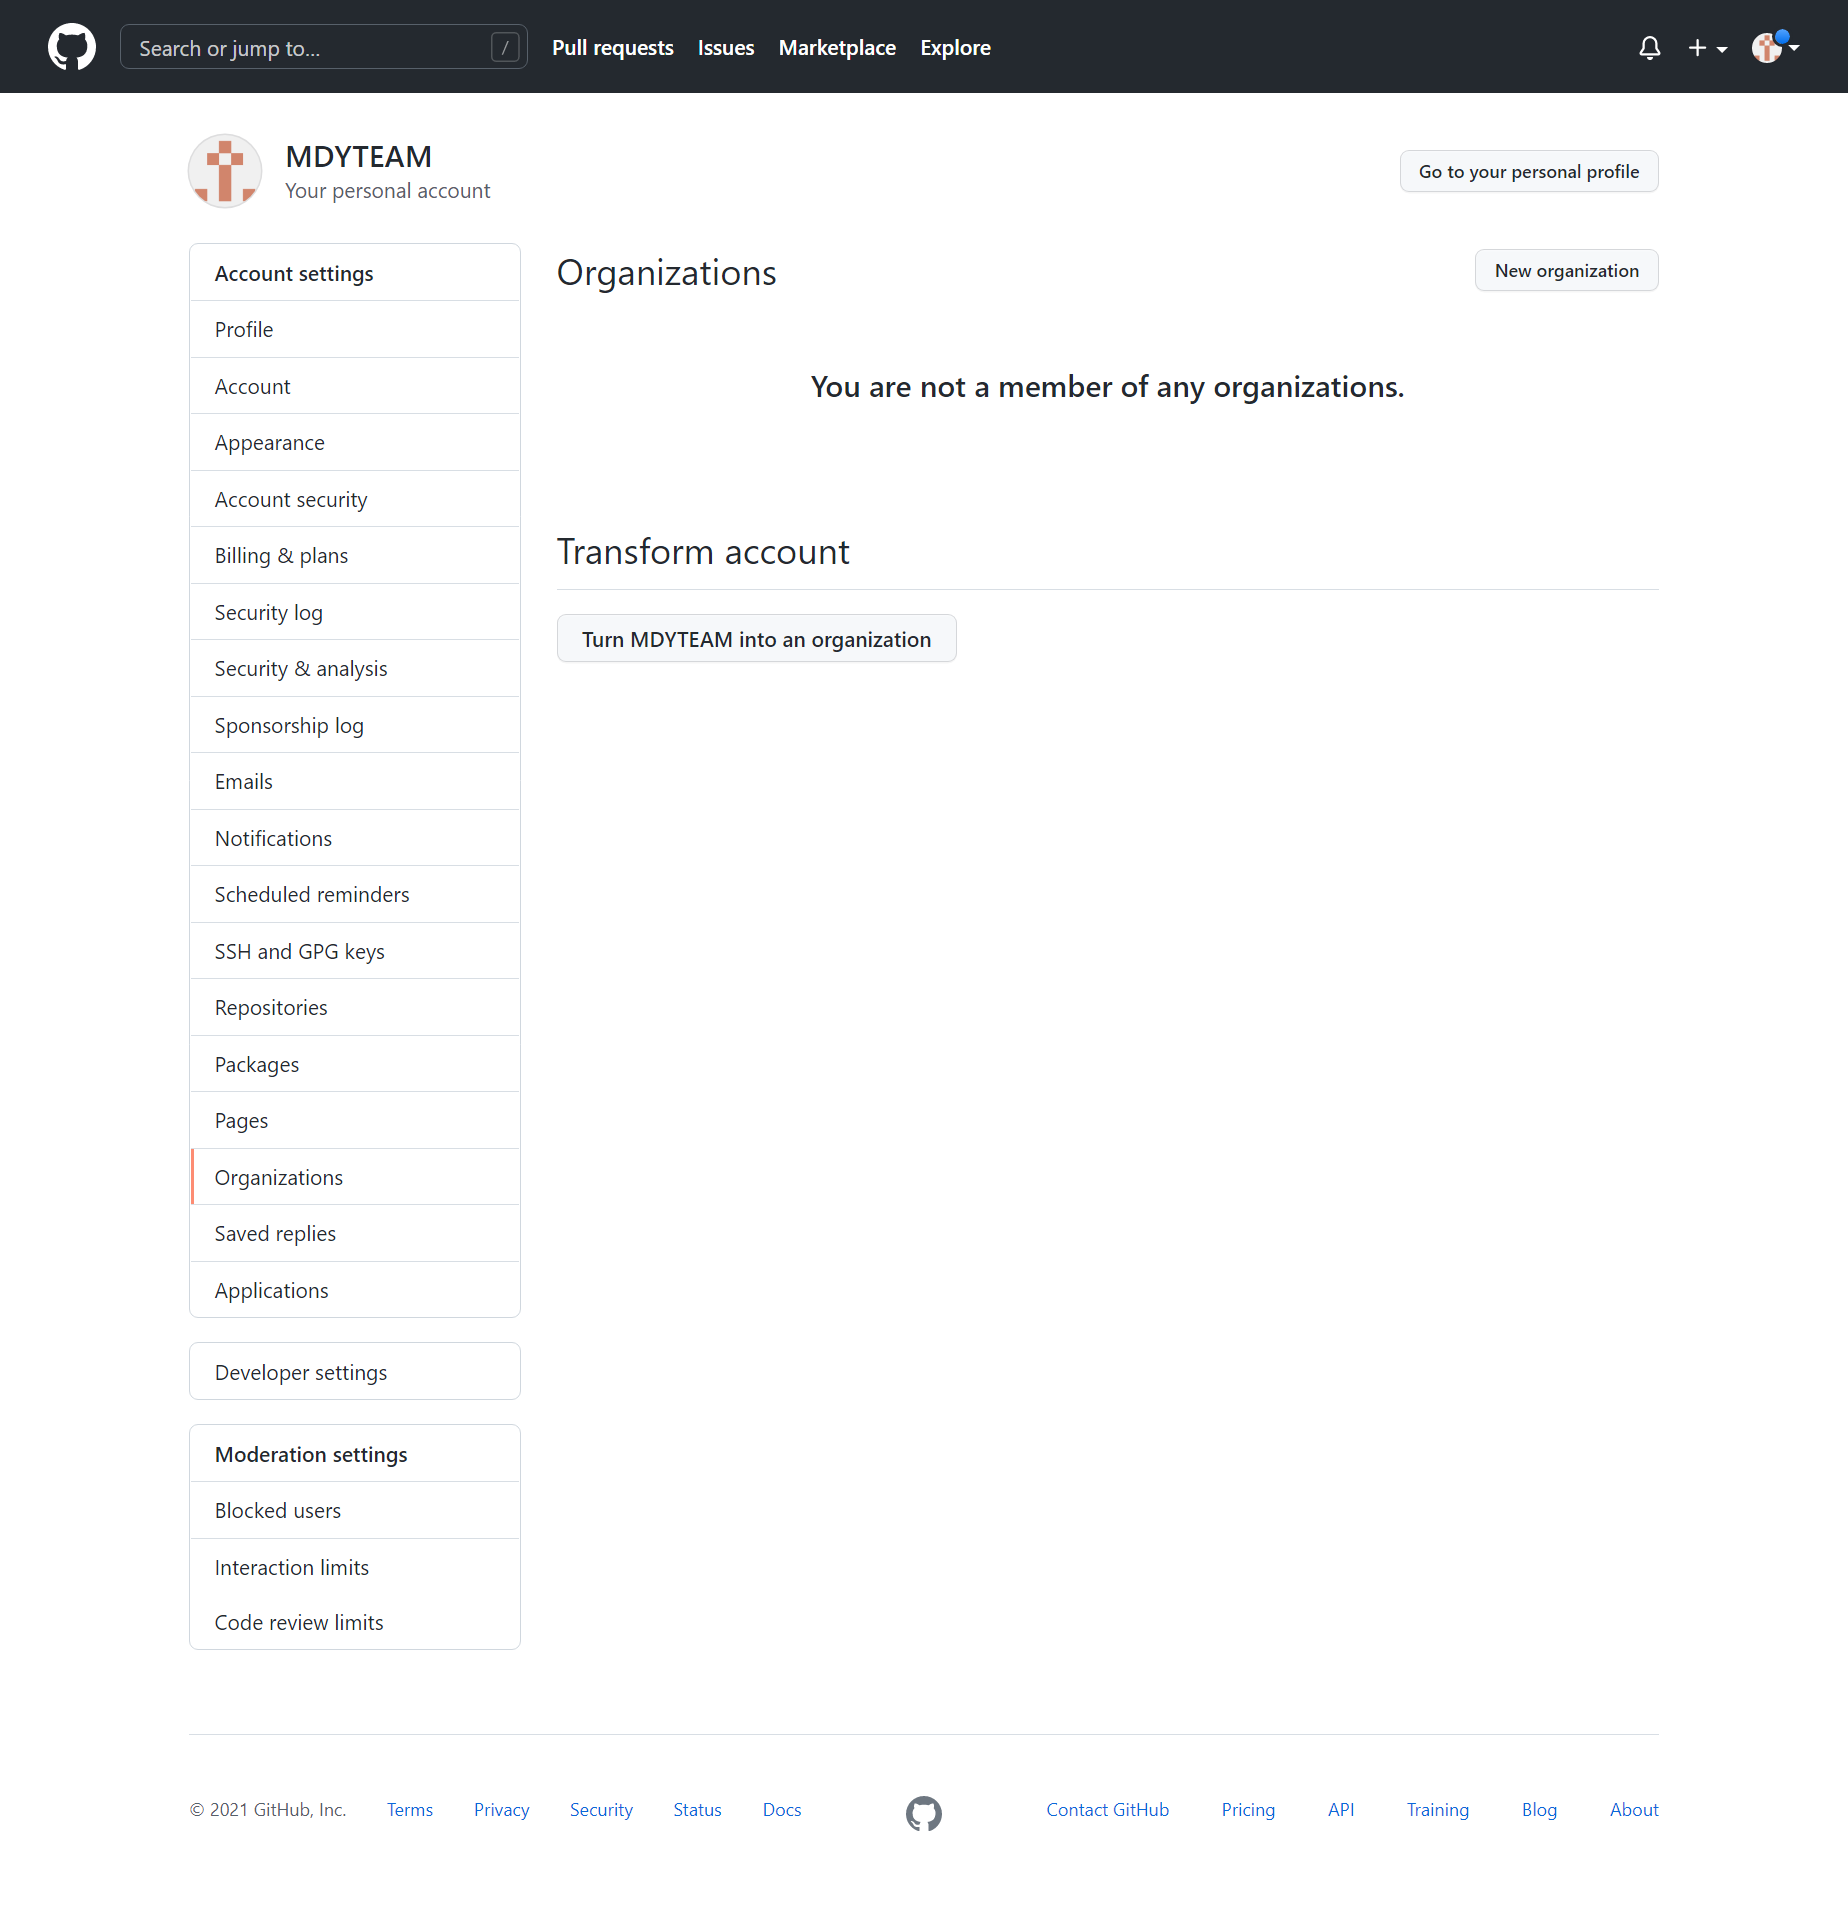 Search or jump to...
/
Pull requests
Issues
Marketplace
Explore
MDYTEAM
Your personal account
Go to your personal profile
Account settings
Profile
Account
Appearance
Account security
Billing & plans
Security log
Security & analysis
Sponsorship log
Emails
Notifications
Scheduled reminders
SSH and GPG keys
Repositories
Packages
Pages
Organizations
Saved replies
Applications
Developer settings
Moderation settings
Blocked users
Interaction limits
Code review limits
Organizations
New organization
You are not a member of any organizations.
Transform account
Turn MDYTEAM into an organization
© 2021 GitHub, Inc.
Terms
Privacy
Security
Status
Docs
Contact GitHub
Pricing
API
Training
Blog
About